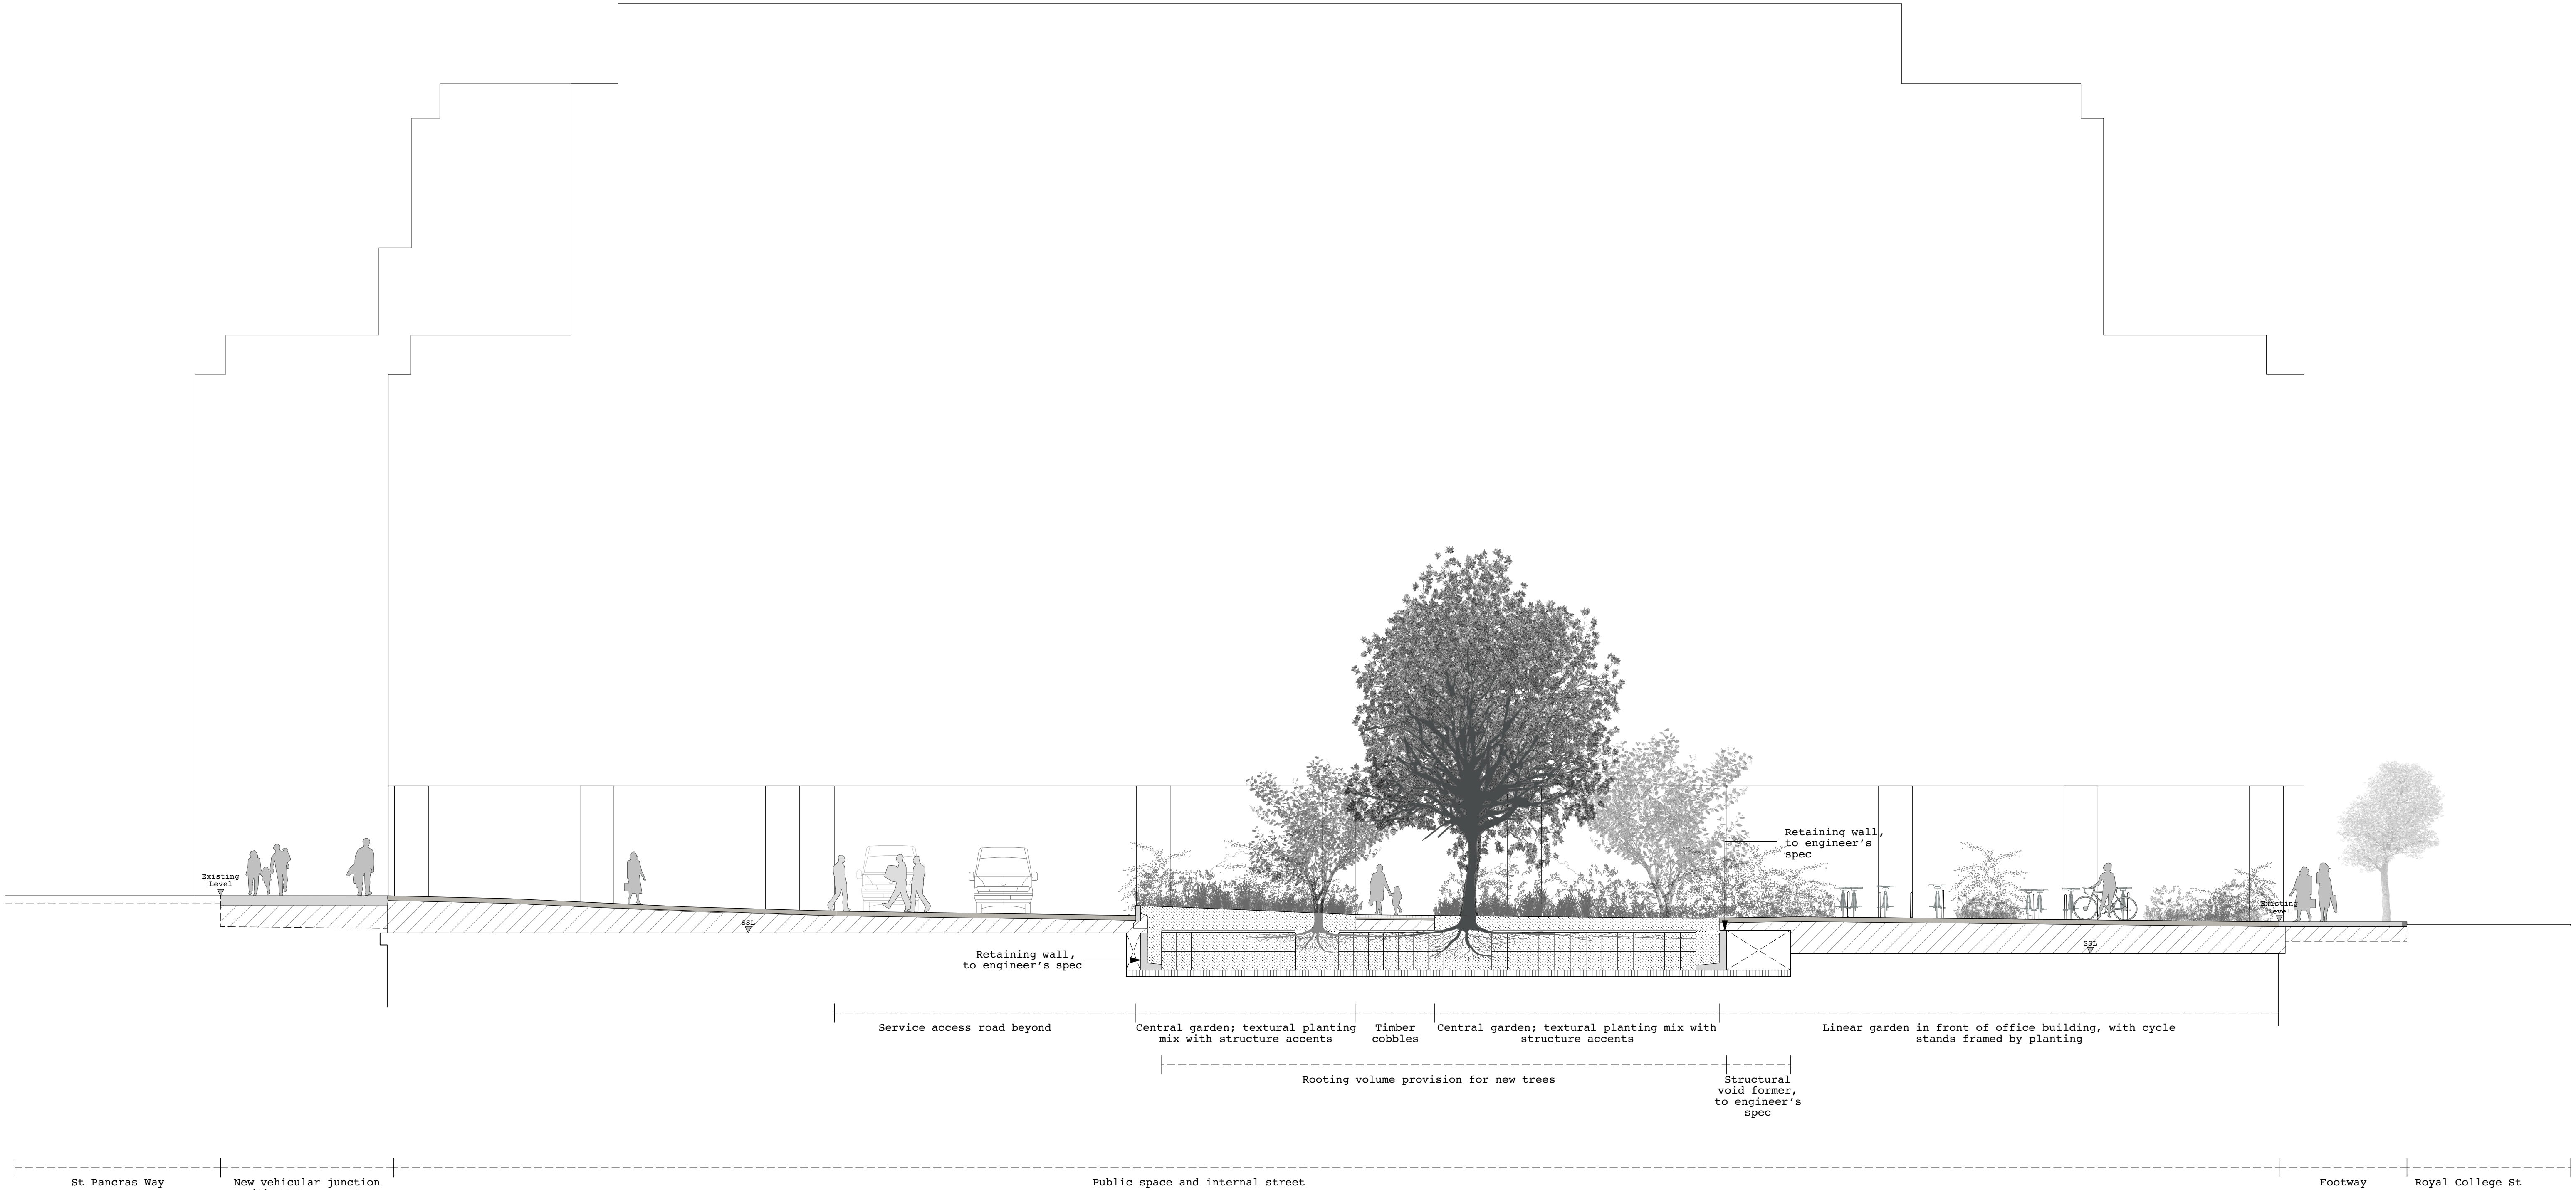 Retaining wall,
to engineer's
spec
Existing
Level
Existing
level
SSL
SSL
Retaining wall,
to engineer's spec
Service access road beyond
Central garden; textural planting
mix with structure accents
Timber
cobbles
Central garden; textural planting mix with
structure accents
Linear garden in front of office building, with cycle
stands framed by planting
Rooting volume provision for new trees
Structural
void former,
to engineer's
spec
St Pancras Way
New vehicular junction
Public space and internal street
Footway
Royal College St